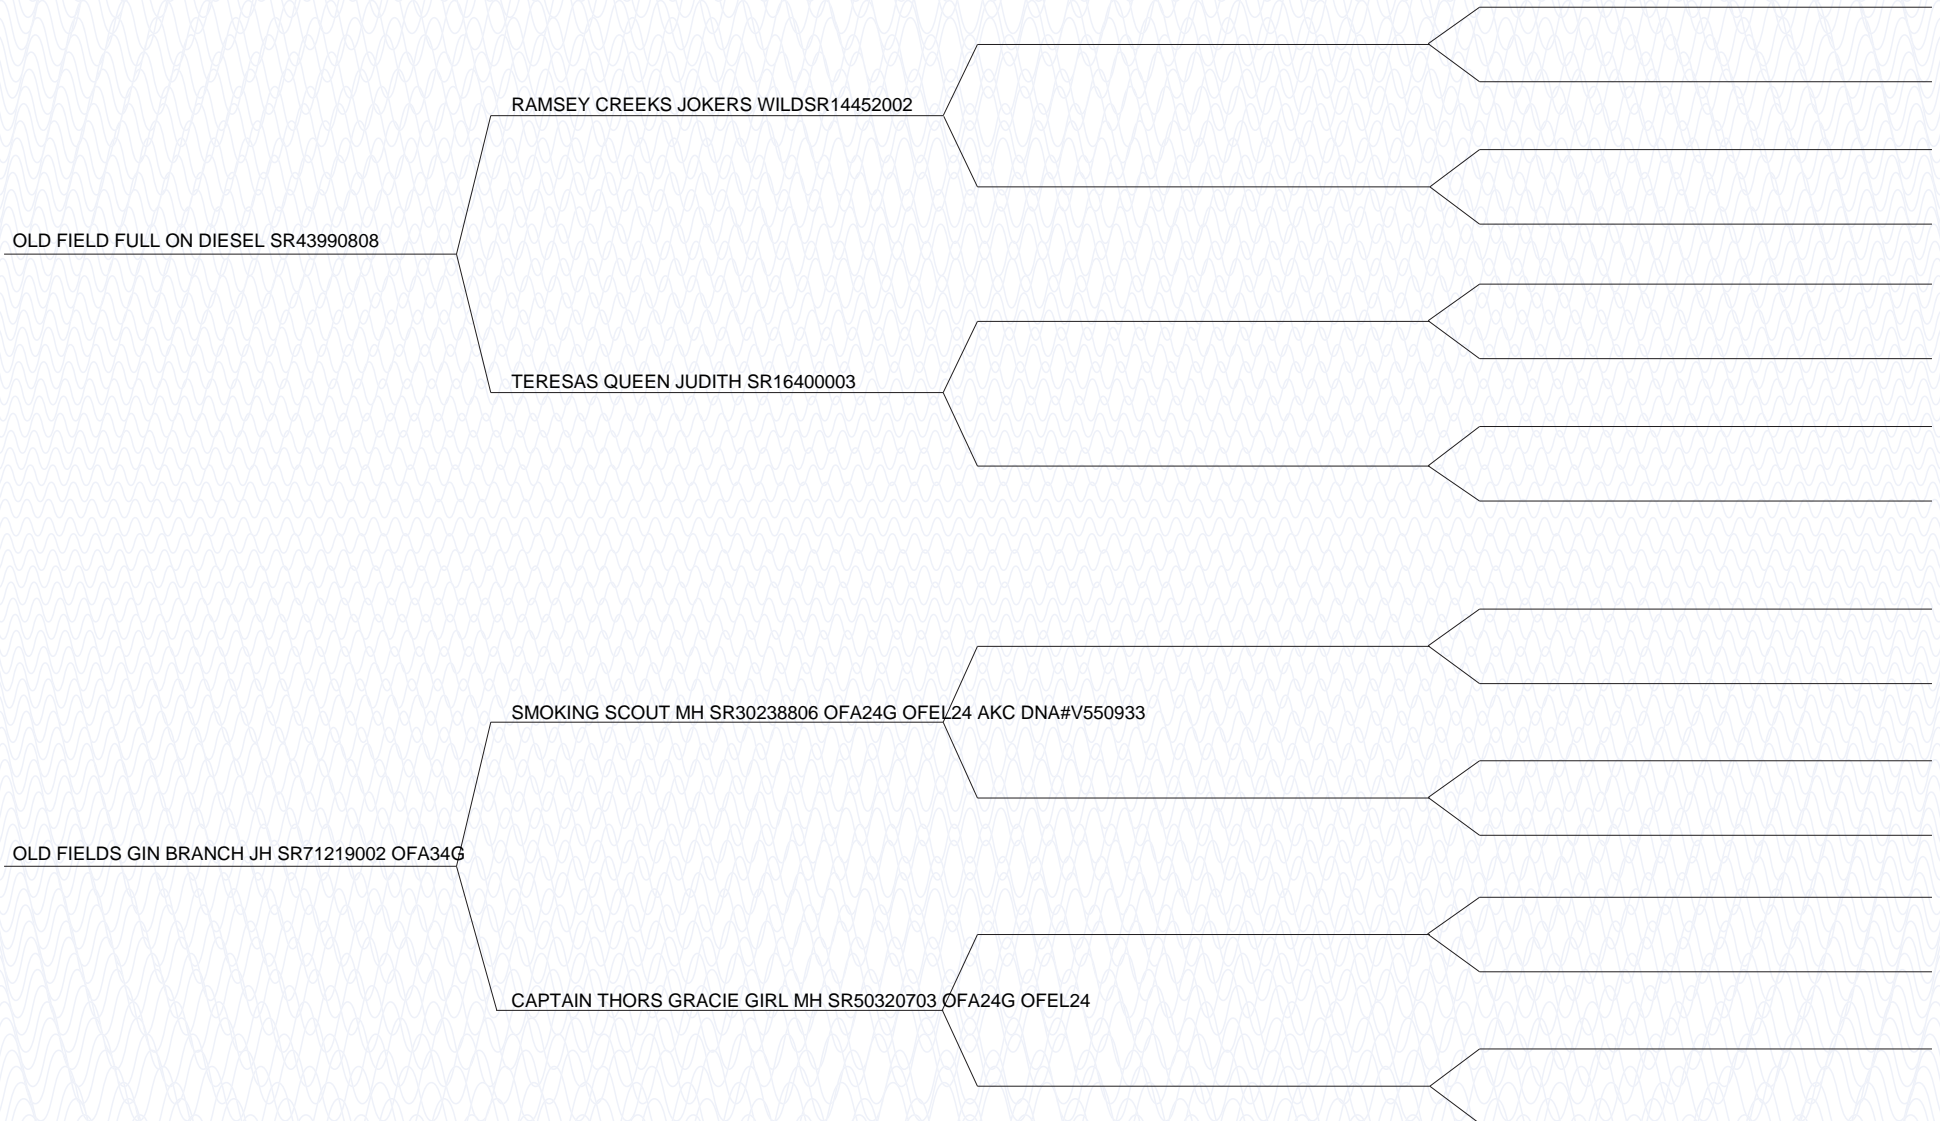 RAMSEY CREEKS JOKERS WILDSR14452002
OLD FIELD FULL ON DIESEL SR43990808
TERESAS QUEEN JUDITH SR16400003
SMOKING SCOUT MH SR30238806 OFA24G OFEL24 AKC DNA#V550933
OLD FIELDS GIN BRANCH JH SR71219002 OFA34G
CAPTAIN THORS GRACIE GIRL MH SR50320703 OFA24G OFEL24